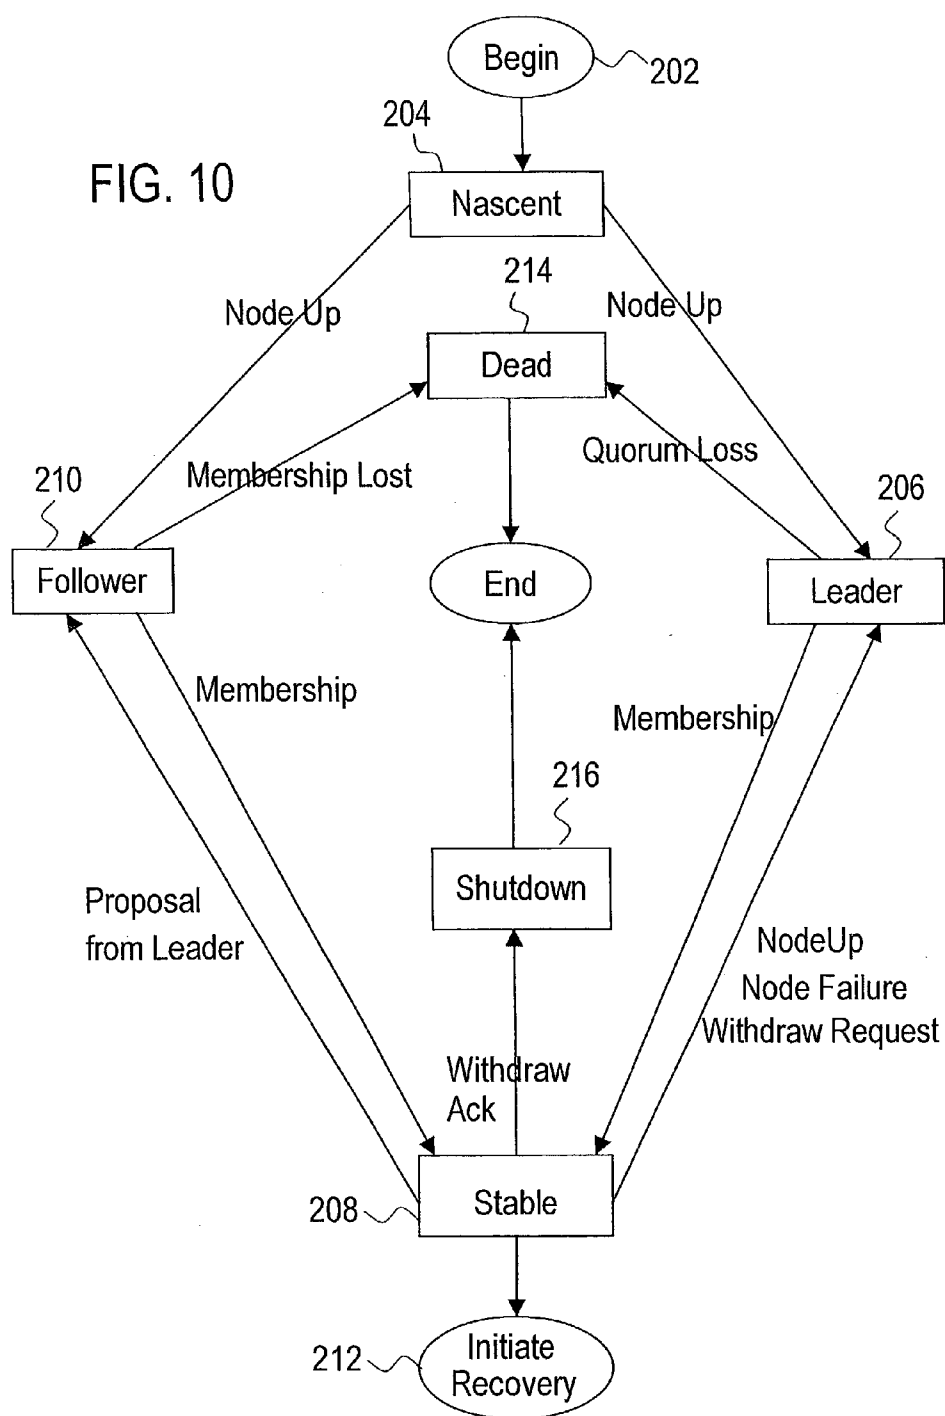 Begin
202
204
FIG. 10
Nascent
214
Node Up
Node Up
Dead
Quorum Loss
210
Membership Lost
206
Follower
End
Leader
Membership
Membership
216
Shutdown
Proposal
from Leader
NodeUp
Node Failure
Withdraw Request
Withdraw
Ack
Stable
208
212
Initiate
Recovery